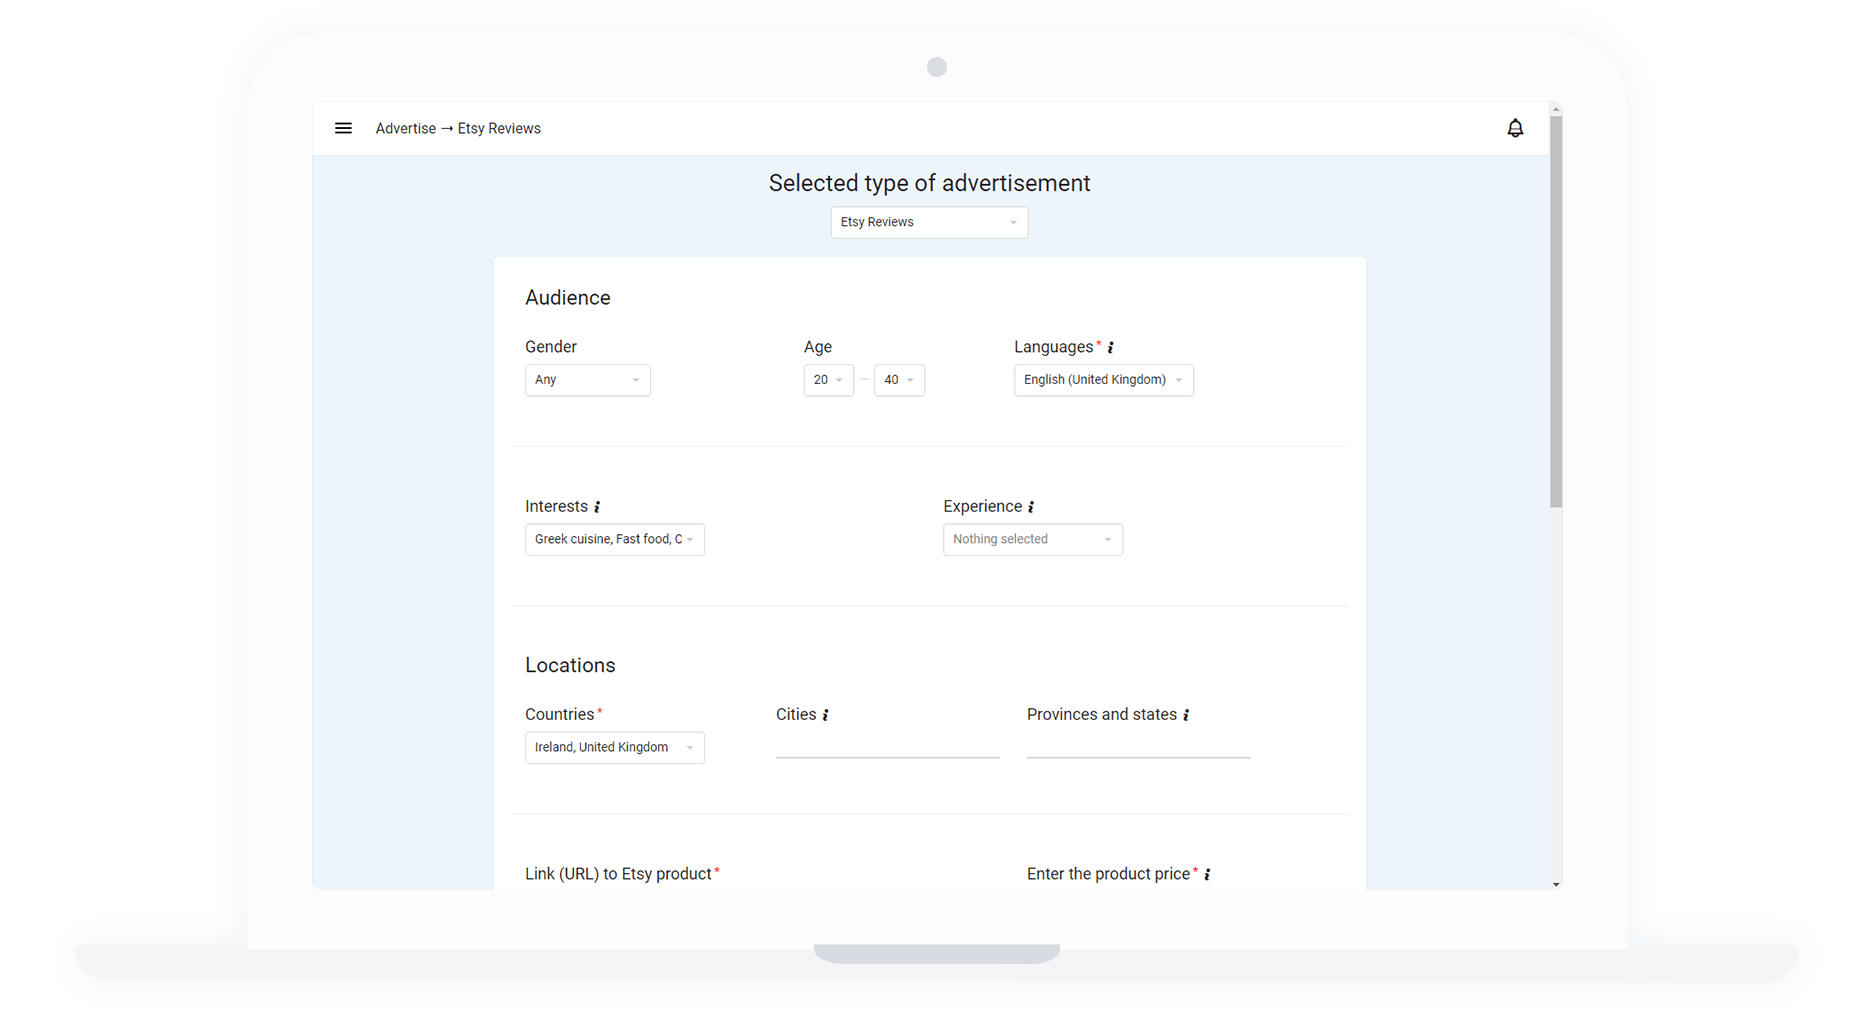 Advertise → Etsy Reviews
Selected type of advertisement
Etsy Reviews
Audience
Gender Age Languages* i
Any 20 – 40 English (United Kingdom)
Interests i Experience i
Greek cuisine, Fast food, C Nothing selected
Locations
Countries* Cities i Provinces and states i
Ireland, United Kingdom
Link (URL) to Etsy product* Enter the product price* i